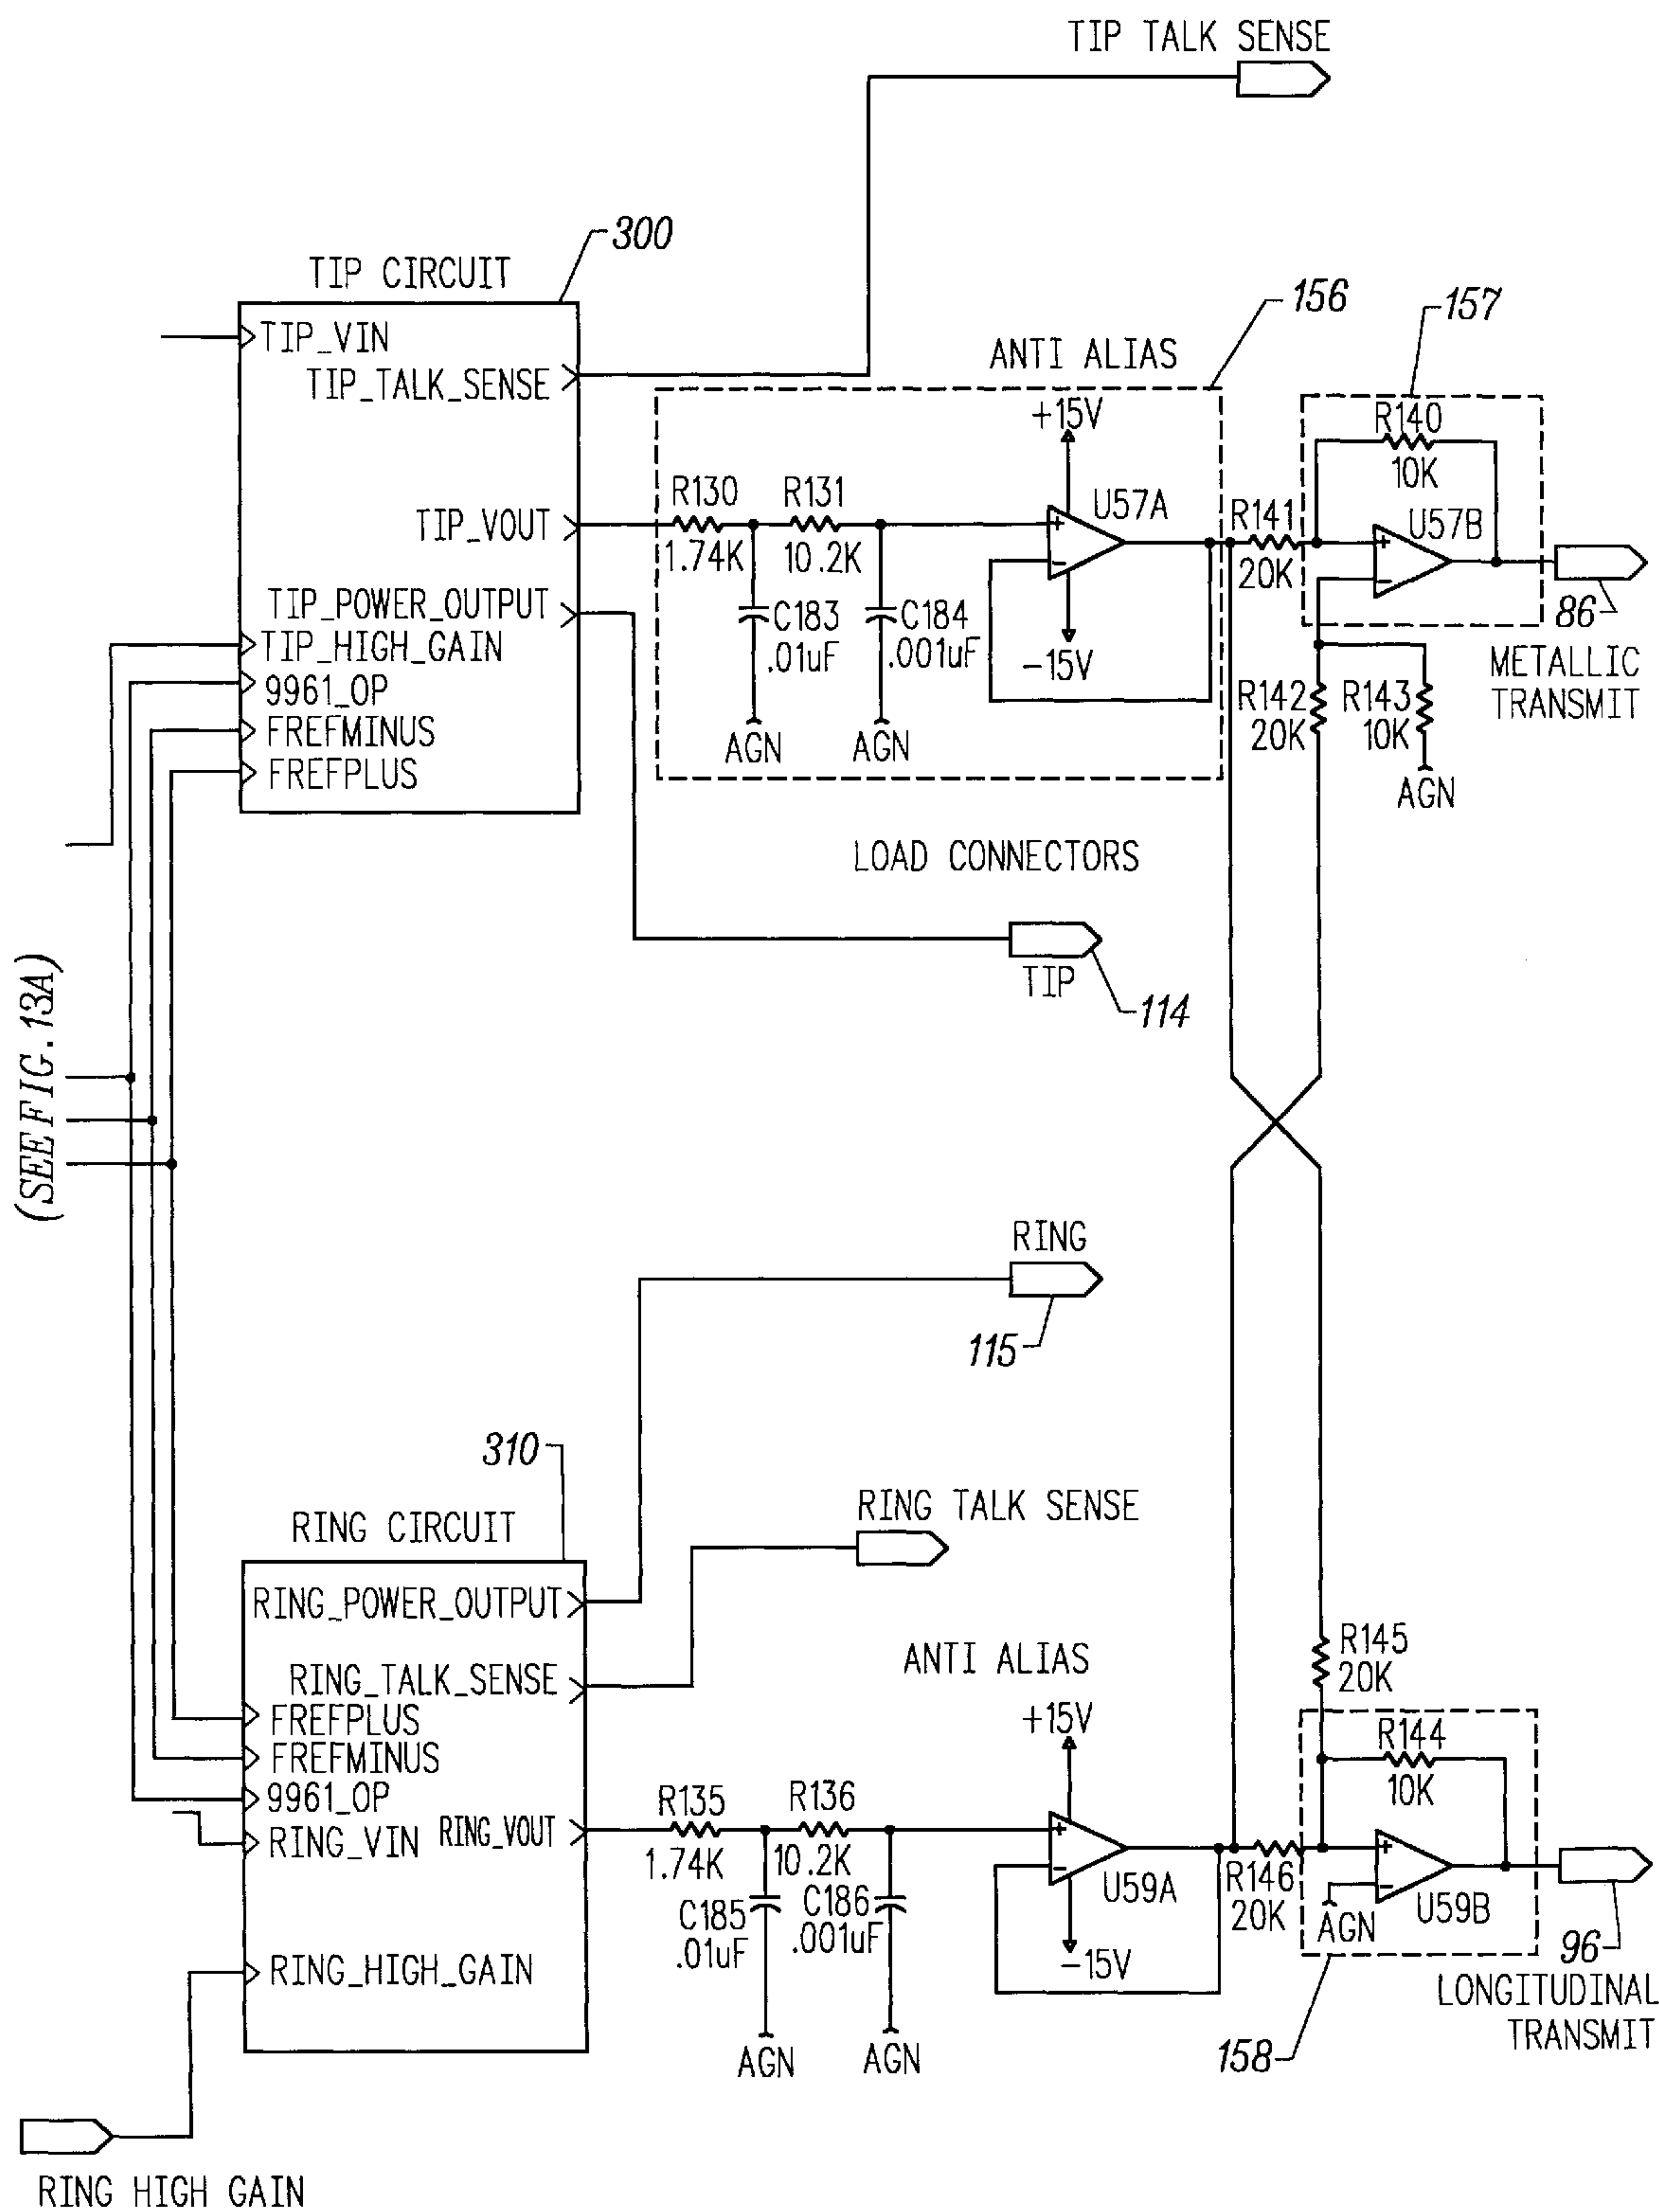 TIP TALK SENSE
300
TIP CIRCUIT
TIP_VIN
TIP_TALK_SENSE
TIP_VOUT
TIP_POWER_OUTPUT
TIP_HIGH_GAIN
9961_OP
FREFMINUS
FREFPLUS
156
ANTI ALIAS
+15V
R130
1.74K
R131
10.2K
U57A
C183
.01uF
C184
.001uF
-15V
AGN
AGN
157
R140
10K
R141
20K
U57B
86
METALLIC
TRANSMIT
R142
20K
R143
10K
AGN
LOAD CONNECTORS
TIP
114
(SEE FIG. 13A)
RING
115
310
RING CIRCUIT
RING TALK SENSE
RING_POWER_OUTPUT
RING_TALK_SENSE
FREFPLUS
FREFMINUS
9961_OP
RING_VIN
RING_VOUT
RING_HIGH_GAIN
ANTI ALIAS
+15V
R135
1.74K
R136
10.2K
C185
.01uF
C186
.001uF
U59A
-15V
AGN
AGN
R145
20K
R144
10K
R146
20K
AGN
U59B
96
LONGITUDINAL
TRANSMIT
158
RING HIGH GAIN